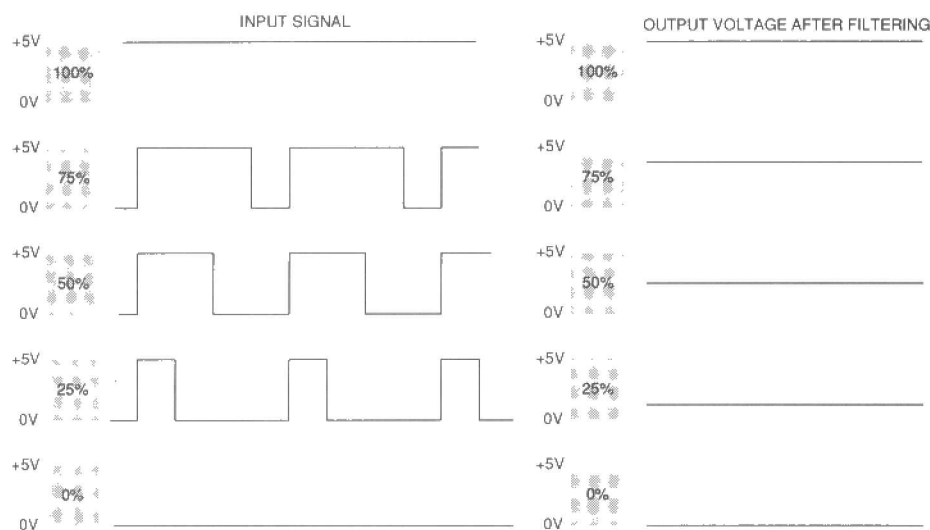 INPUT SIGNAL
OUTPUT VOLTAGE AFTER FILTERING
+5V
100%
0V
+5V
100%
0V
+5V
75%
0V
+5V
75%
0V
+5V
50%
0V
+5V
50%
0V
+5V
25%
0V
+5V
25%
0V
+5V
0%
0V
+5V
0%
0V